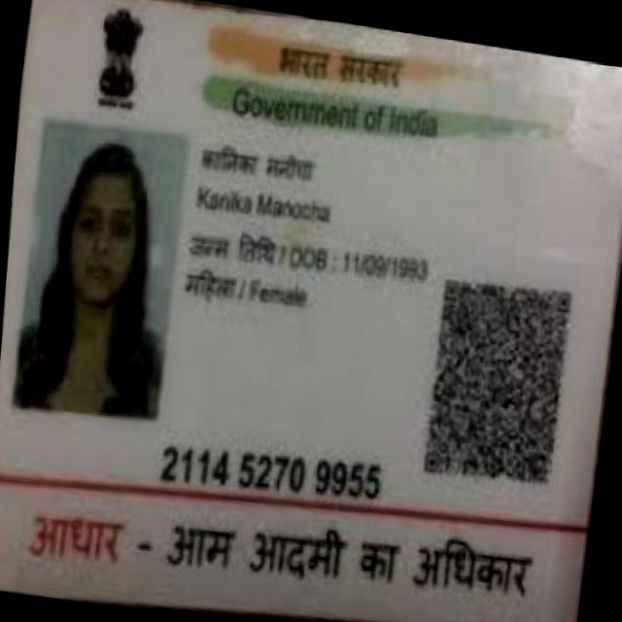 भारत सरकार
Government of India
कानिका मनोचा
Kanika Manocha
जन्म तिथि / DOB : 11/09/1993
महिला / Female
2114 5270 9955
आधार - आम आदमी का अधिकार